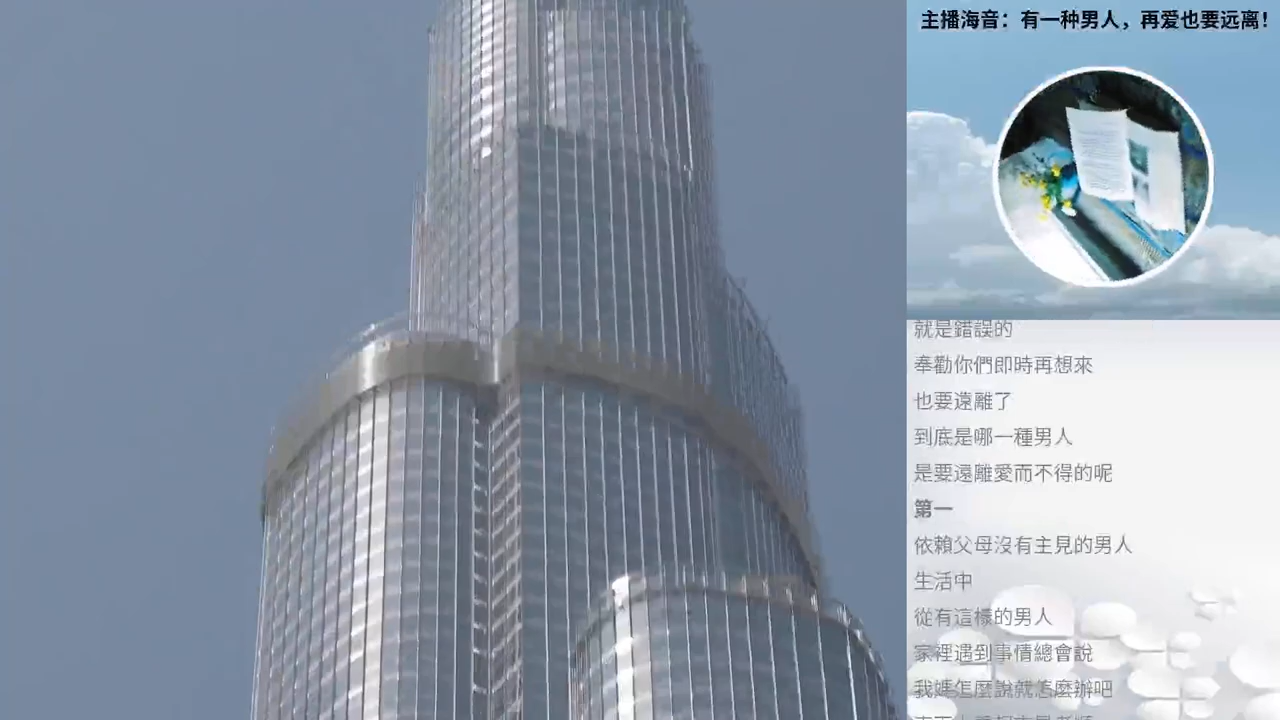 主播海音：有一种男人，再爱也要远离！
就是錯誤的
奉勸你們即時再想來
也要遠離了
到底是哪一種男人
是要遠離愛而不得的呢
第一
依賴父母沒有主見的男人
生活中
從有這樣的男人
家裡遇到事情總會說
我媽怎麼說就怎麼辦吧